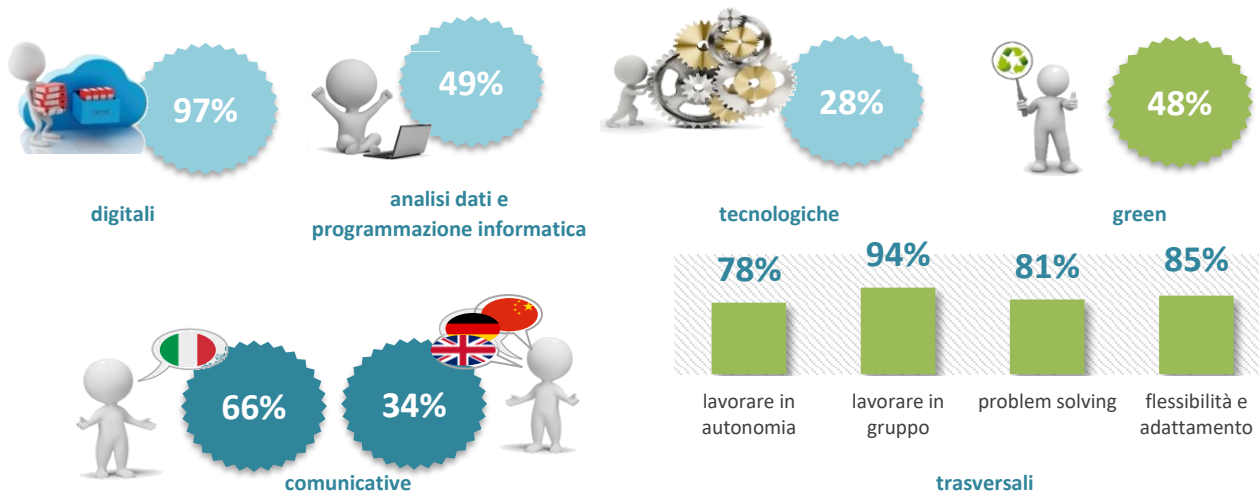 97%
49%
28%
48%
digitali
analisi dati e
programmazione informatica
tecnologiche
green
66%
34%
comunicative
78%
94%
81%
85%
lavorare in
autonomia
lavorare in
gruppo
problem solving
flessibilità e
adattamento
trasversali